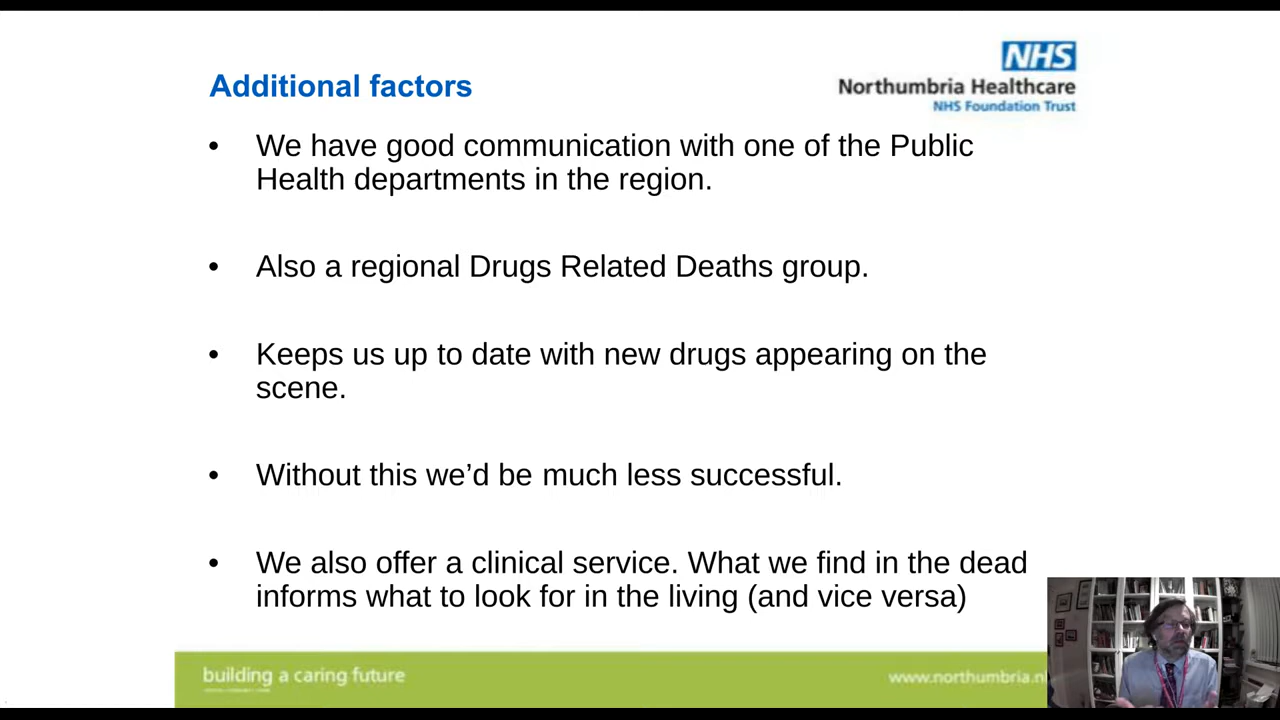 NHS
Additional factors
Northumbria Healthcare
NHS Foundation Trust
• We have good communication with one of the Public
Health departments in the region.
• Also a regional Drugs Related Deaths group.
• Keeps us up to date with new drugs appearing on the
scene.
• Without this we’d be much less successful.
• We also offer a clinical service. What we find in the dead
informs what to look for in the living (and vice versa)
building a caring future
www.northumbria.n